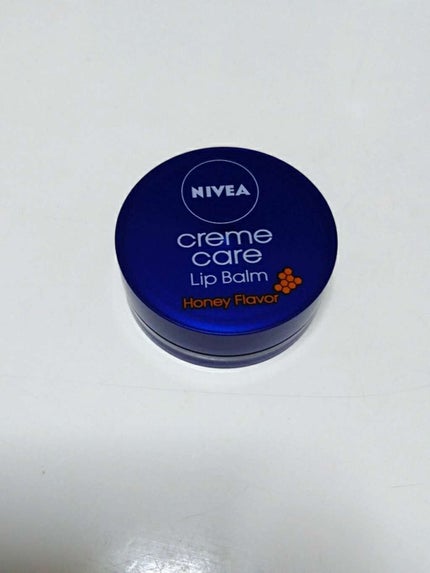 NIVEA
creme
care
Lip Balm
Honey Flavor